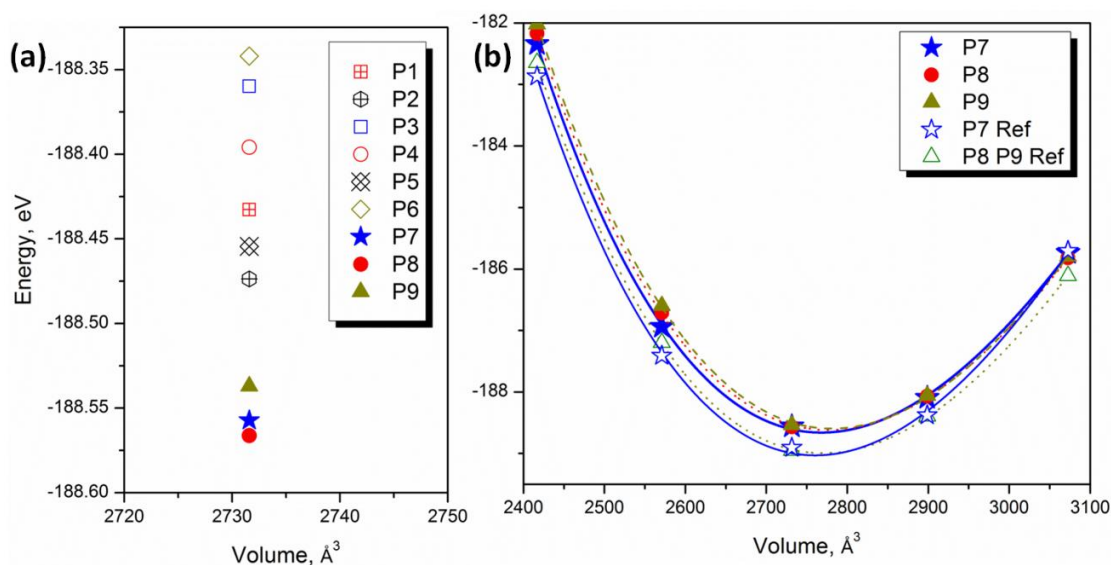 (a)
Energy, eV
-188.35
-188.40
-188.45
-188.50
-188.55
-188.60
2720
2730
2740
2750
Volume, Å3
P1
P2
P3
P4
P5
P6
P7
P8
P9
(b)
-182
-184
-186
-188
2400
2500
2600
2700
2800
2900
3000
3100
Volume, Å3
P7
P8
P9
P7 Ref
P8 P9 Ref